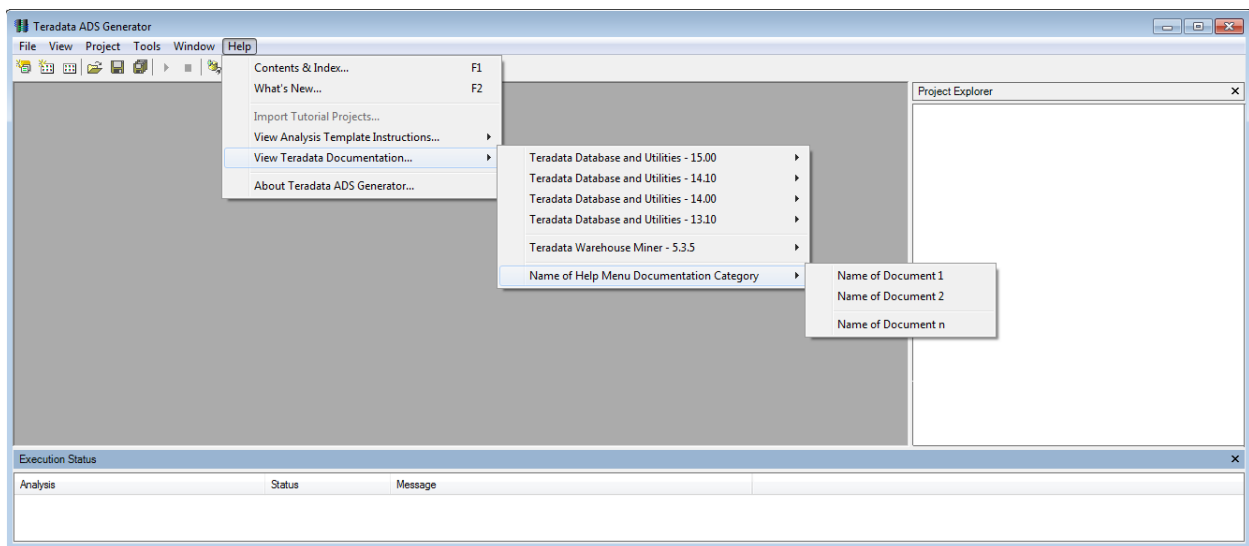 Teradata ADS Generator
File View Project Tools Window Help
Contents & Index... F1
What's New... F2
Import Tutorial Projects...
View Analysis Template Instructions...
View Teradata Documentation...
About Teradata ADS Generator...
Teradata Database and Utilities - 15.00
Teradata Database and Utilities - 14.10
Teradata Database and Utilities - 14.00
Teradata Database and Utilities - 13.10
Teradata Warehouse Miner - 5.3.5
Name of Help Menu Documentation Category
Name of Document 1
Name of Document 2
Name of Document n
Project Explorer
Execution Status
Analysis Status Message